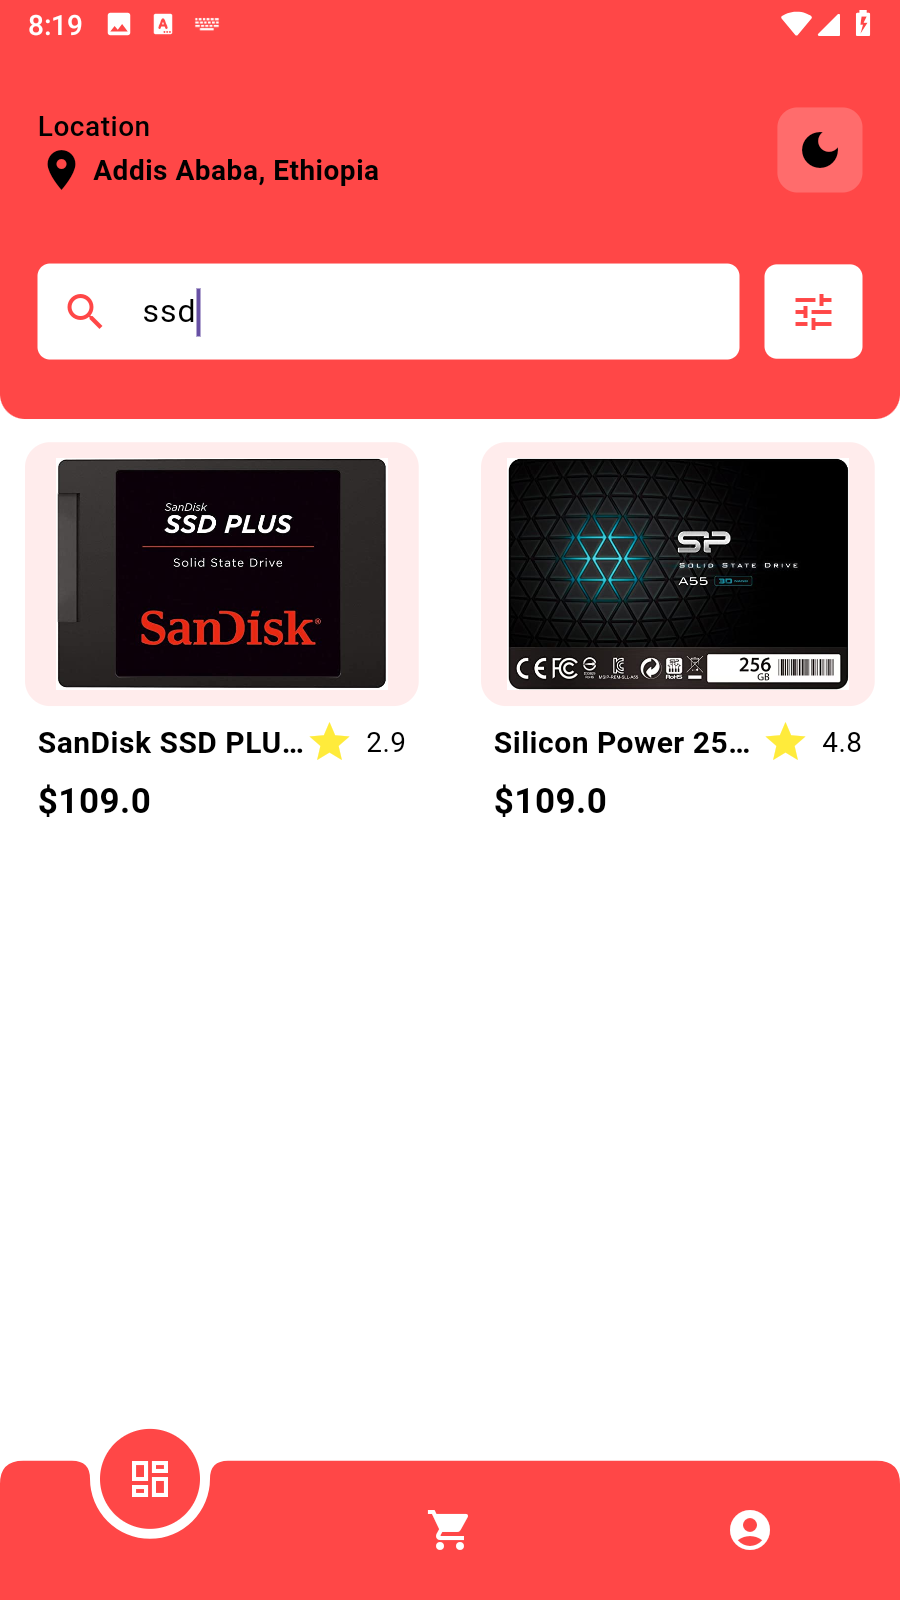 8:19
Location
Addis Ababa, Ethiopia
ssd
SanDisk
SSD PLUS
Solid State Drive
SanDisk®
SP
SOLID STATE DRIVE
A55
256
GB
SanDisk SSD PLU... 2.9
$109.0
Silicon Power 25... 4.8
$109.0